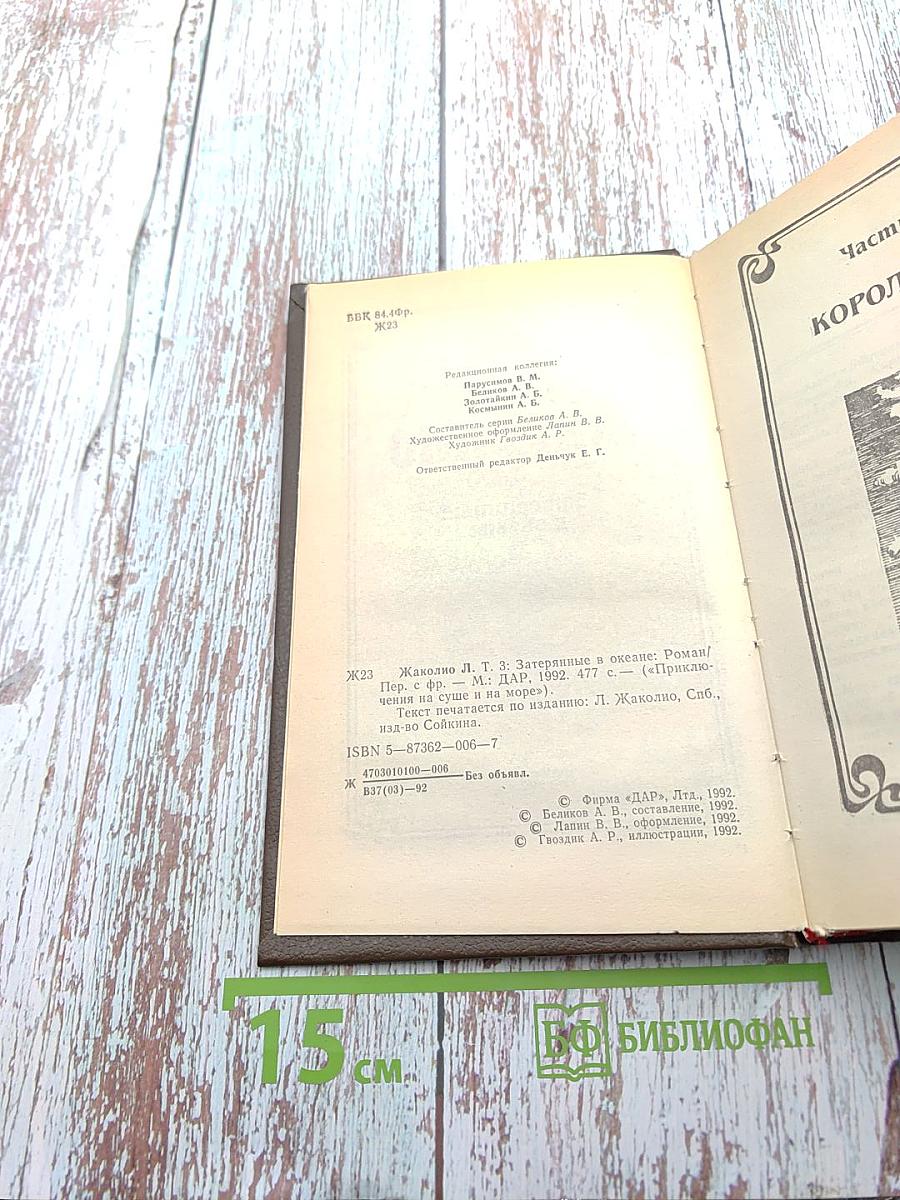 ББК 84.4Фр.
Ж23
Редакционная коллегия:
Парусимов В. М.
Беликов А. В.
Золотайкин А. Б.
Космынин А. Б.
Составитель серии Беликов А. В.
Художественное оформление Лапин В. В.
Художник Гвоздик А. Р.
Ответственный редактор Деньчук Е. Г.
Ж23 Жаколио Л. Т. 3: Затерянные в океане: Роман/
Пер. с фр. — М.: ДАР, 1992. 477 с.— («Приклю-
чения на суше и на море»).
Текст печатается по изданию: Л. Жаколио, Спб.,
изд-во Сойкина.
ISBN 5—87362—006—7
Ж 4703010100—006
В37(03)—92 Без объявл.
© Фирма «ДАР», Лтд., 1992.
© Беликов А. В., составление, 1992.
© Лапин В. В., оформление, 1992.
© Гвоздик А. Р., иллюстрации, 1992.
Част
КОРОЛ
15 см
БФ БИБЛИОФАН